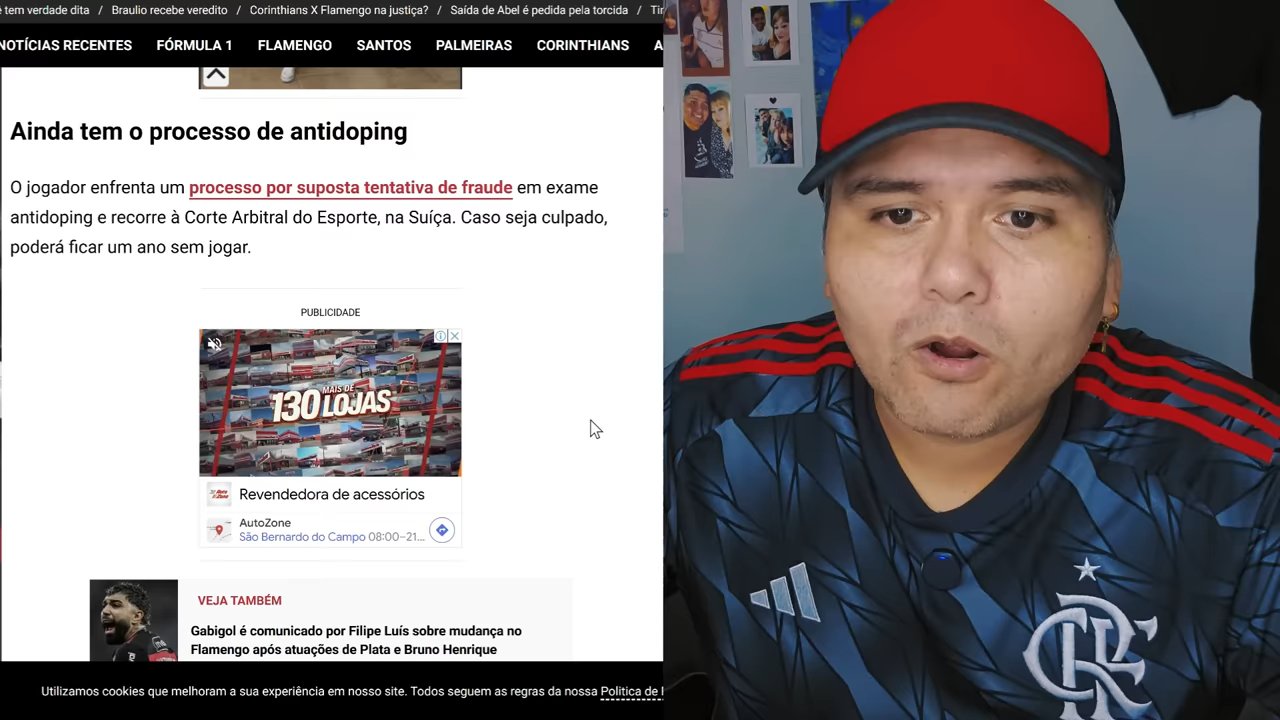 tem verdade dita / Braulio recebe veredito / Corinthians X Flamengo na justiça? / Saída de Abel é pedida pela torcida /
NOTÍCIAS RECENTES FÓRMULA 1 FLAMENGO SANTOS PALMEIRAS CORINTHIANS A
Ainda tem o processo de antidoping
O jogador enfrenta um processo por suposta tentativa de fraude em exame
antidoping e recorre à Corte Arbitral do Esporte, na Suíça. Caso seja culpado,
poderá ficar um ano sem jogar.
PUBLICIDADE
MAIS DE
130 LOJAS
Revendedora de acessórios
AutoZone
São Bernardo do Campo 08:00–21...
VEJA TAMBÉM
Gabigol é comunicado por Filipe Luís sobre mudança no
Flamengo após atuações de Plata e Bruno Henrique
Utilizamos cookies que melhoram a sua experiência em nosso site. Todos seguem as regras da nossa Politica de
CRF